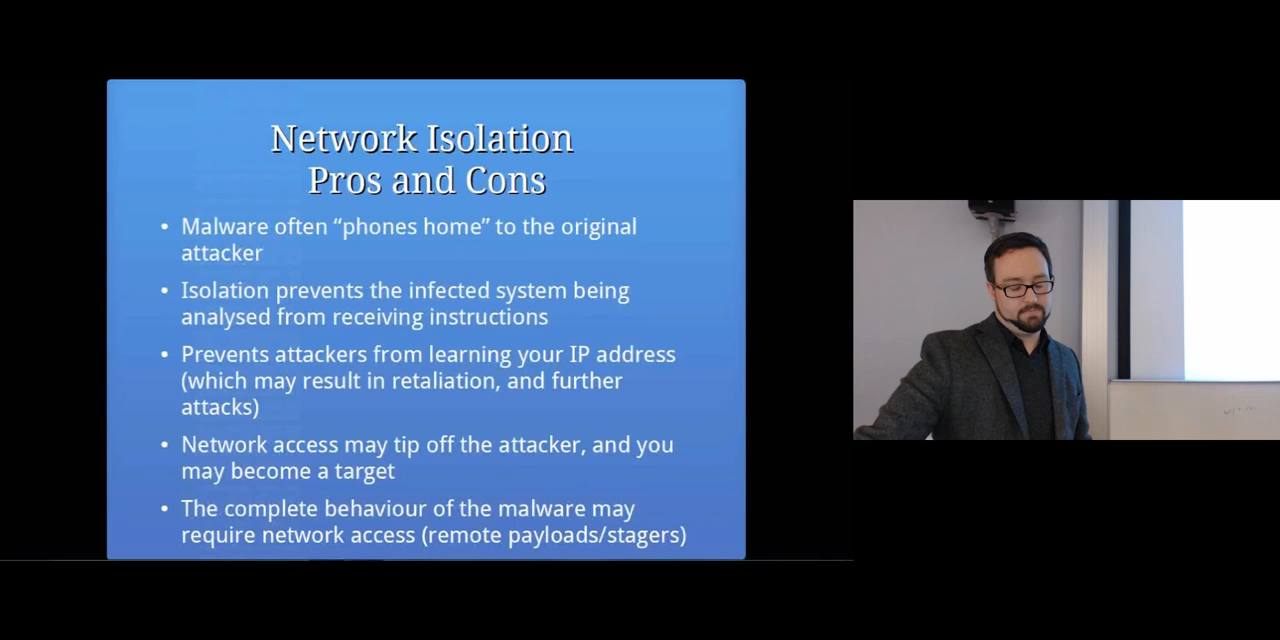 Network Isolation
Pros and Cons
• Malware often “phones home” to the original
attacker
• Isolation prevents the infected system being
analysed from receiving instructions
• Prevents attackers from learning your IP address
(which may result in retaliation, and further
attacks)
• Network access may tip off the attacker, and you
may become a target
• The complete behaviour of the malware may
require network access (remote payloads/stagers)